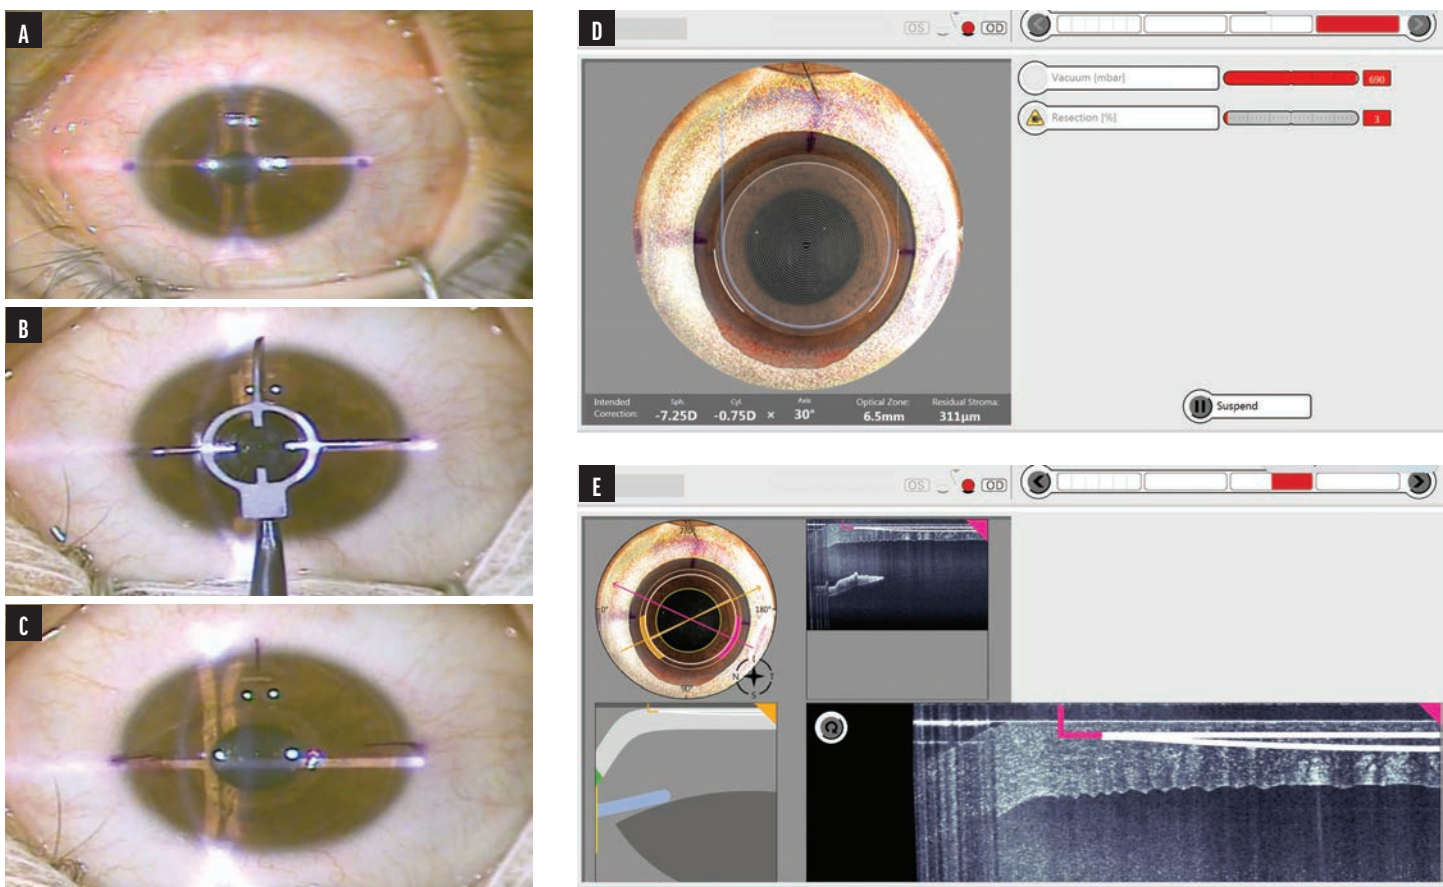 A
B
C
D
OS
OD
Vacuum [mbar]
690
Resection [%]
3
Suspend
Intended
Correction:
Sph.
-7.25D
Cyl.
-0.75D
×
Axis
30°
Optical Zone:
6.5mm
Residual Stroma:
311µm
E
OS
OD
270°
0°
180°
90°
I
N
T
S